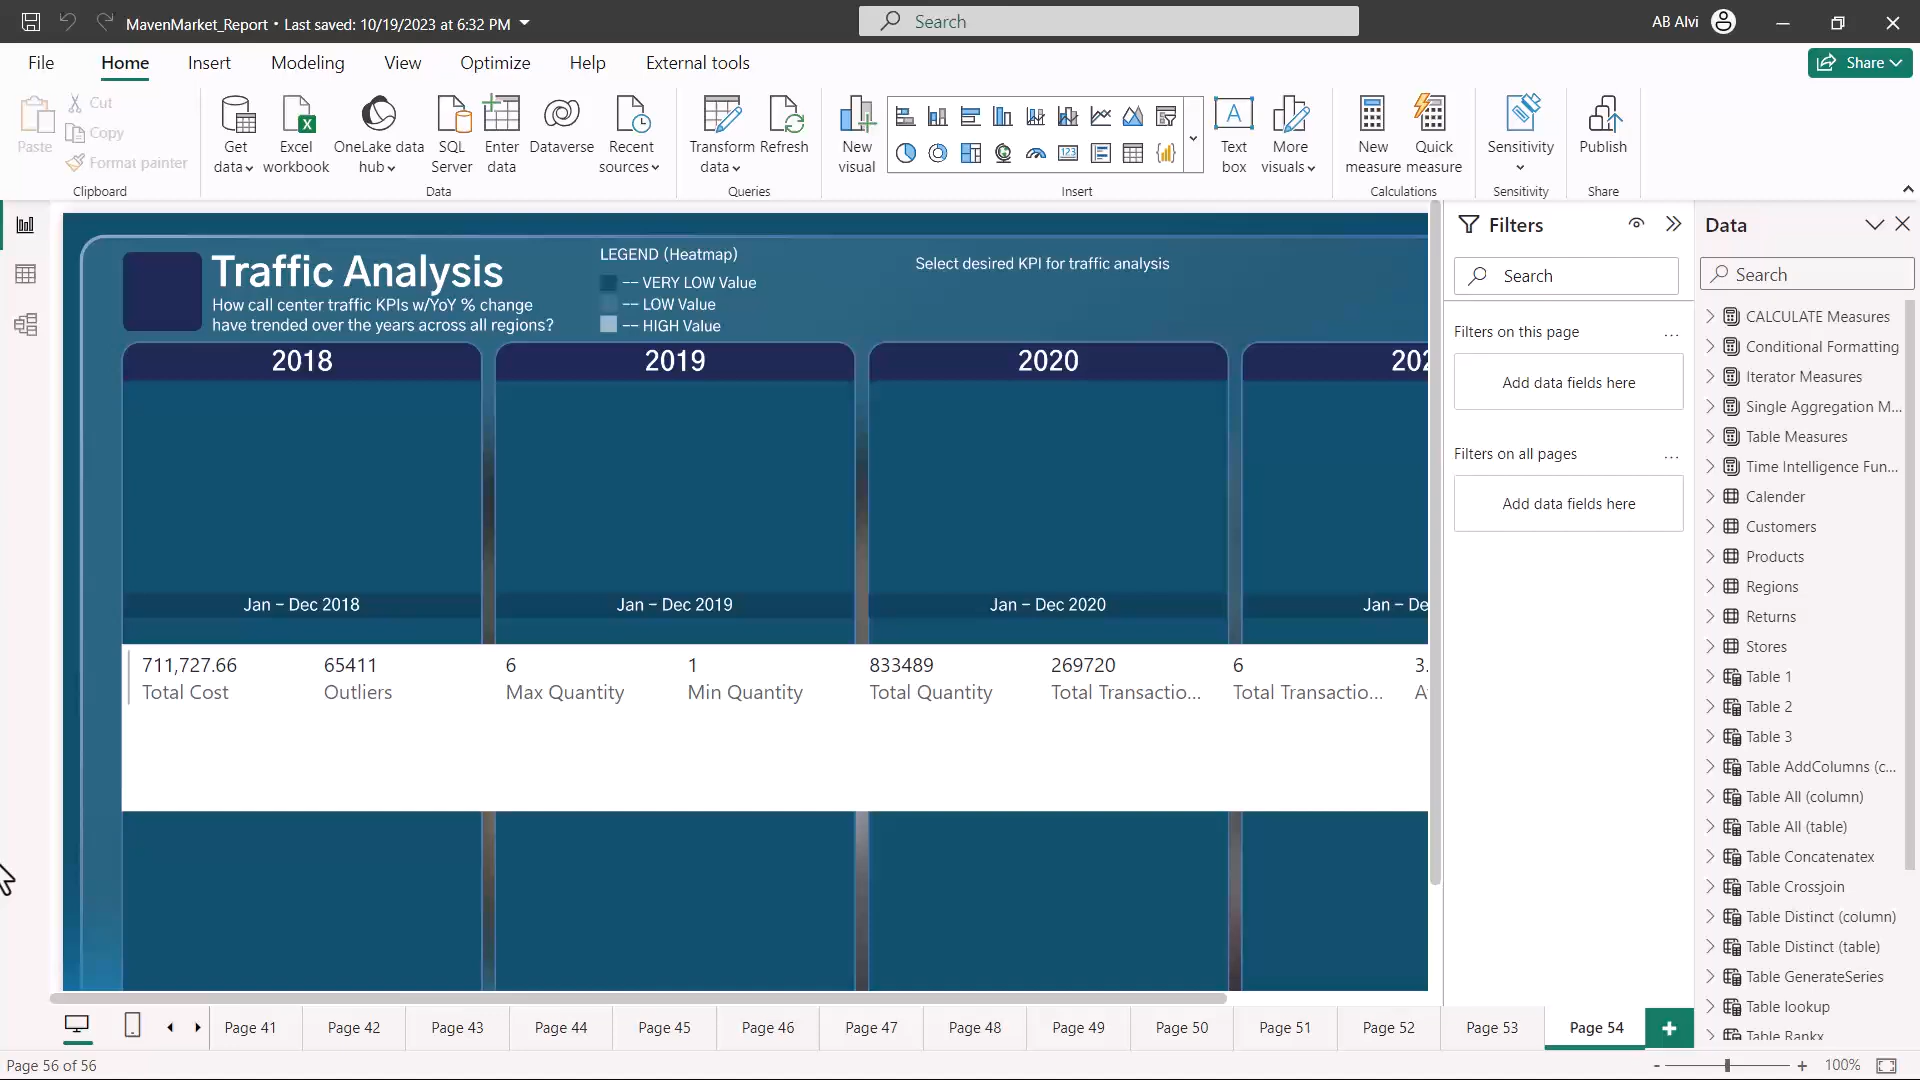 MavenMarket_Report • Last saved: 10/19/2023 at 6:32 PM
Search
AB Alvi
File
Home
Insert
Modeling
View
Optimize
Help
External tools
Share
Paste
Cut
Copy
Format painter
Clipboard
Get data
Excel workbook
OneLake data hub
SQL Server
Enter data
Dataverse
Recent sources
Data
Transform data
Refresh
Queries
New visual
Text box
More visuals
Insert
New measure
Quick measure
Calculations
Sensitivity
Sensitivity
Publish
Share
Traffic Analysis
How call center traffic KPIs w/YoY % change
have trended over the years across all regions?
LEGEND (Heatmap)
-- VERY LOW Value
-- LOW Value
-- HIGH Value
Select desired KPI for traffic analysis
2018
2019
2020
202
Jan - Dec 2018
Jan - Dec 2019
Jan - Dec 2020
Jan - De
711,727.66
Total Cost
65411
Outliers
6
Max Quantity
1
Min Quantity
833489
Total Quantity
269720
Total Transactio...
6
Total Transactio...
3.
A
Filters
Search
Filters on this page
...
Add data fields here
Filters on all pages
...
Add data fields here
Data
Search
CALCULATE Measures
Conditional Formatting
Iterator Measures
Single Aggregation M...
Table Measures
Time Intelligence Fun...
Calender
Customers
Products
Regions
Returns
Stores
Table 1
Table 2
Table 3
Table AddColumns (c...
Table All (column)
Table All (table)
Table Concatenatex
Table Crossjoin
Table Distinct (column)
Table Distinct (table)
Table GenerateSeries
Table lookup
Table Rankx
Page 41
Page 42
Page 43
Page 44
Page 45
Page 46
Page 47
Page 48
Page 49
Page 50
Page 51
Page 52
Page 53
Page 54
+
Page 56 of 56
- + 100%